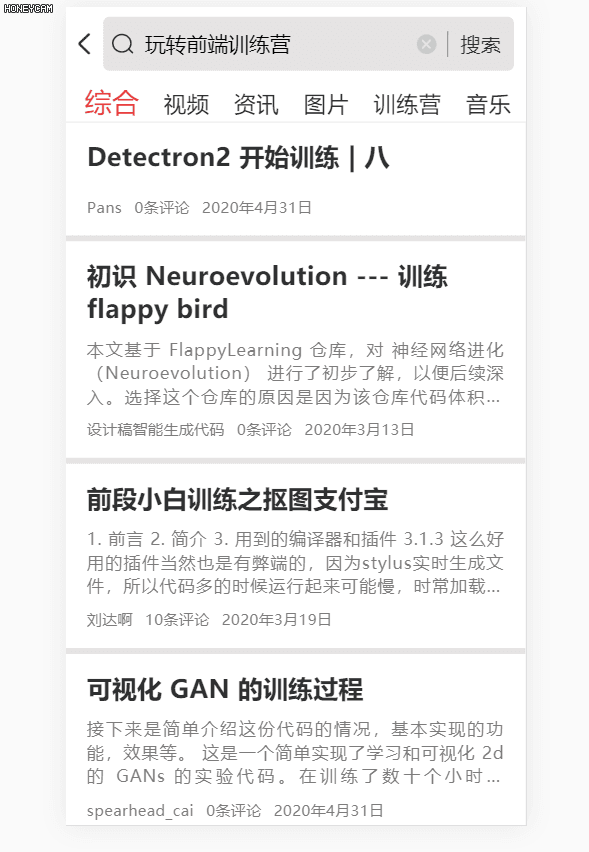 HONEYCAM
玩转前端训练营
搜索
综合 视频 资讯 图片 训练营 音乐
Detectron2 开始训练 | 八
Pans 0条评论 2020年4月31日
初识 Neuroevolution --- 训练
flappy bird
本文基于 FlappyLearning 仓库，对 神经网络进化
（Neuroevolution） 进行了初步了解，以便后续深
入。选择这个仓库的原因是因为该仓库代码体积...
设计稿智能生成代码 0条评论 2020年3月13日
前段小白训练之抠图支付宝
1. 前言 2. 简介 3. 用到的编译器和插件 3.1.3 这么好
用的插件当然也是有弊端的，因为stylus实时生成文
件，所以代码多的时候运行起来可能慢，时常加载...
刘达啊 10条评论 2020年3月19日
可视化 GAN 的训练过程
接下来是简单介绍这份代码的情况，基本实现的功
能，效果等。 这是一个简单实现了学习和可视化 2d
的 GANs 的实验代码。在训练了数十个小时...
spearhead_cai 0条评论 2020年4月31日